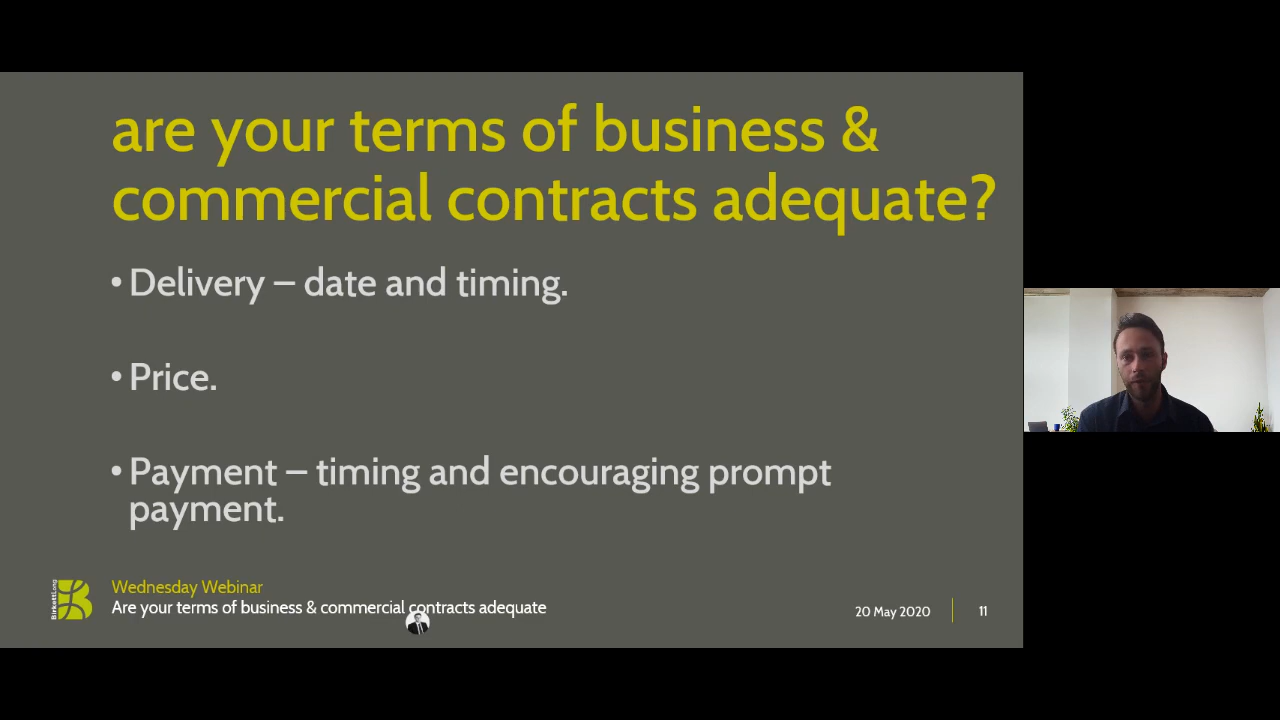 are your terms of business &
commercial contracts adequate?
• Delivery – date and timing.
• Price.
• Payment – timing and encouraging prompt
payment.
BirkettLong
Wednesday Webinar
Are your terms of business & commercial contracts adequate
20 May 2020
11